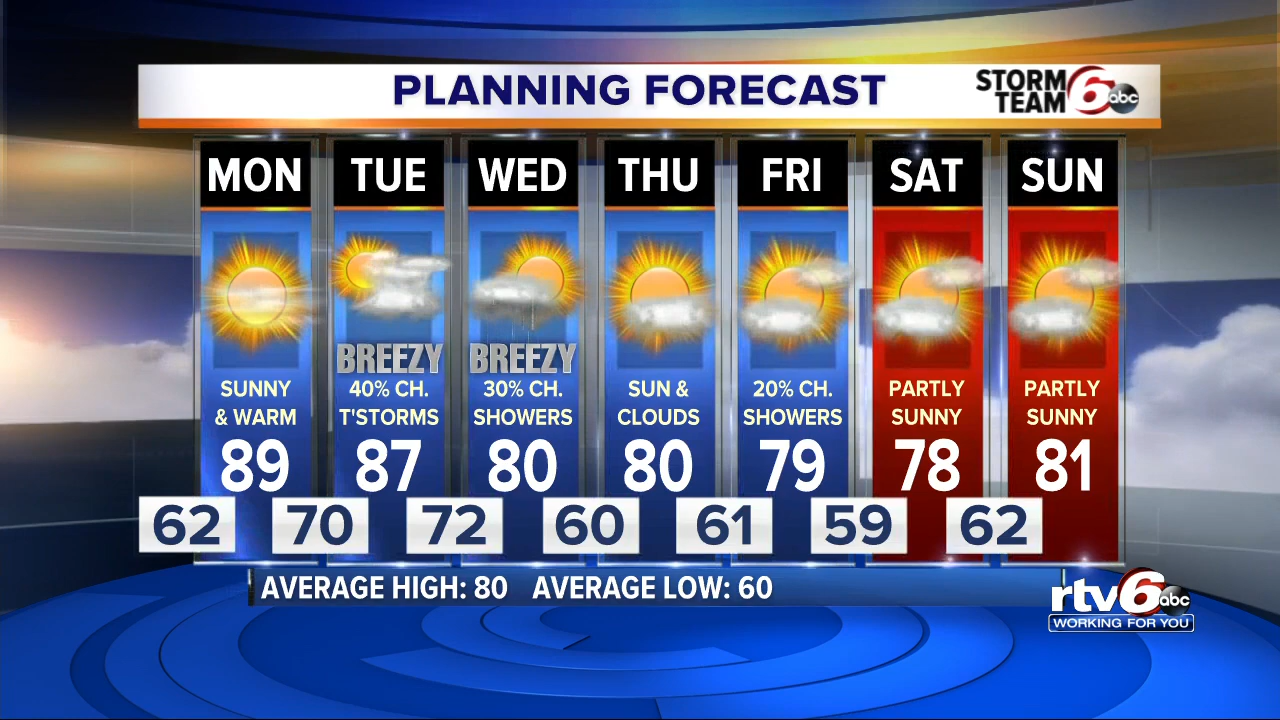 PLANNING FORECAST
STORM
TEAM 6 abc
MON TUE WED THU FRI SAT SUN
BREEZY BREEZY
SUNNY 40% CH. 30% CH. SUN & 20% CH. PARTLY PARTLY
& WARM T'STORMS SHOWERS CLOUDS SHOWERS SUNNY SUNNY
89 87 80 80 79 78 81
62 70 72 60 61 59 62
AVERAGE HIGH: 80 AVERAGE LOW: 60
rtv6 abc
WORKING FOR YOU